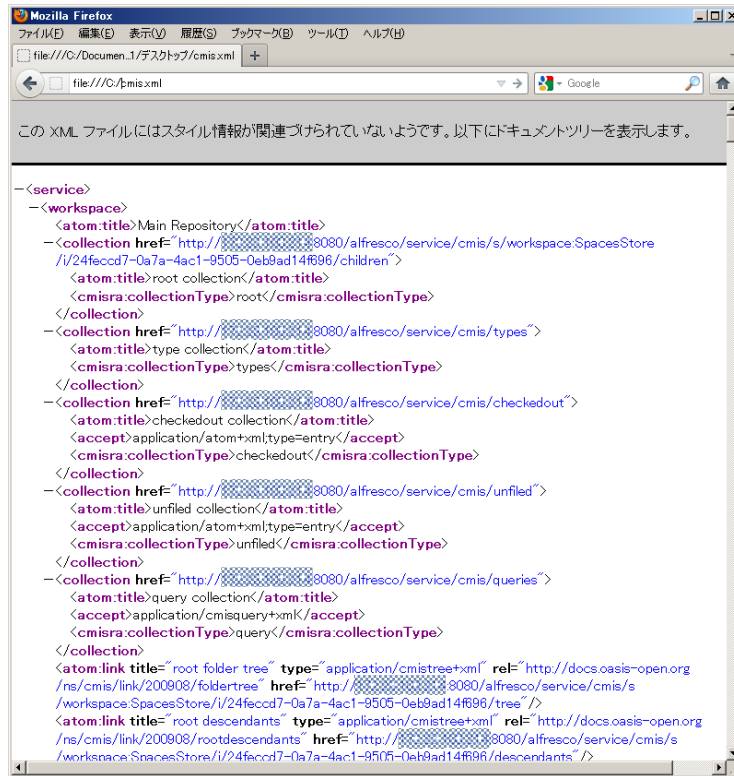 Mozilla Firefox
ファイル(F) 編集(E) 表示(V) 履歴(S) ブックマーク(B) ツール(T) ヘルプ(H)
file:///C:/Documen...1/デスクトップ/cmis.xml +
file:///C:/cmis.xml Google
この XML ファイルにはスタイル情報が関連づけられていないようです。以下にドキュメントツリーを表示します。
−<service>
−<workspace>
<atom:title>Main Repository</atom:title>
−<collection href="http:// 8080/alfresco/service/cmis/s/workspace:SpacesStore
/i/24feccd7-0a7a-4ac1-9505-0eb9ad14f696/children">
<atom:title>root collection</atom:title>
<cmisra:collectionType>root</cmisra:collectionType>
</collection>
−<collection href="http:// 8080/alfresco/service/cmis/types">
<atom:title>type collection</atom:title>
<cmisra:collectionType>types</cmisra:collectionType>
</collection>
−<collection href="http:// 8080/alfresco/service/cmis/checkedout">
<atom:title>checkedout collection</atom:title>
<accept>application/atom+xml;type=entry</accept>
<cmisra:collectionType>checkedout</cmisra:collectionType>
</collection>
−<collection href="http:// 8080/alfresco/service/cmis/unfiled">
<atom:title>unfiled collection</atom:title>
<accept>application/atom+xml;type=entry</accept>
<cmisra:collectionType>unfiled</cmisra:collectionType>
</collection>
−<collection href="http:// 8080/alfresco/service/cmis/queries">
<atom:title>query collection</atom:title>
<accept>application/cmisquery+xml</accept>
<cmisra:collectionType>query</cmisra:collectionType>
</collection>
<atom:link title="root folder tree" type="application/cmistree+xml" rel="http://docs.oasis-open.org
/ns/cmis/link/200908/foldertree" href="http:// :8080/alfresco/service/cmis/s
/workspace:SpacesStore/i/24feccd7-0a7a-4ac1-9505-0eb9ad14f696/tree"/>
<atom:link title="root descendants" type="application/cmistree+xml" rel="http://docs.oasis-open.org
/ns/cmis/link/200908/rootdescendants" href="http:// 8080/alfresco/service/cmis/s
/workspace:SpacesStore/i/24feccd7-0a7a-4ac1-9505-0eb9ad14f696/descendants"/>